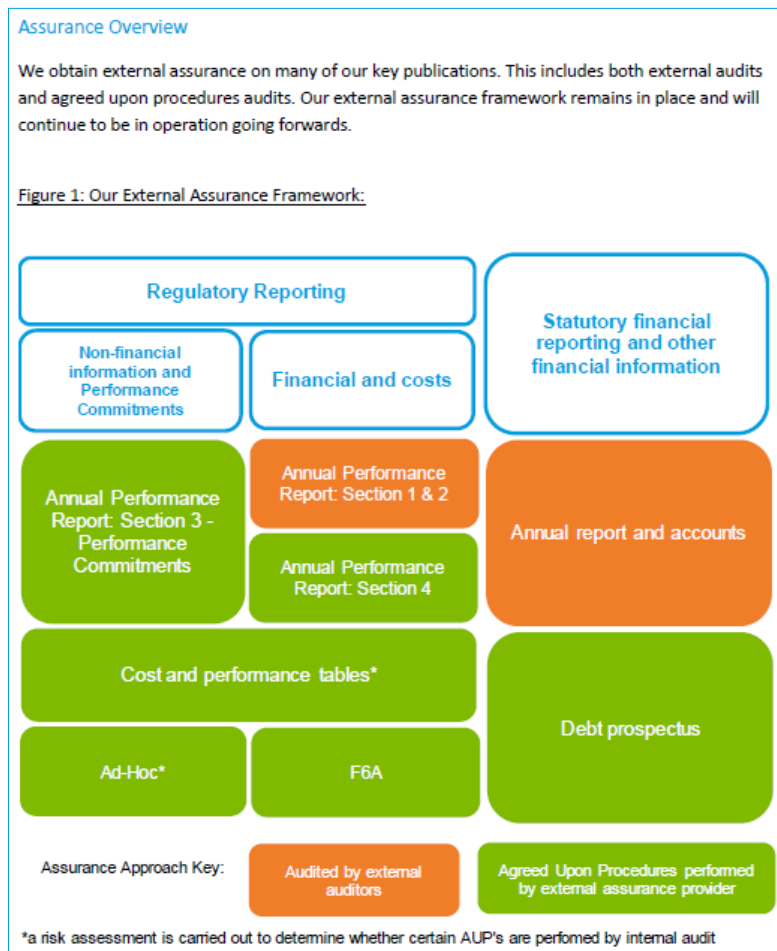 Assurance Overview
We obtain external assurance on many of our key publications. This includes both external audits
and agreed upon procedures audits. Our external assurance framework remains in place and will
continue to be in operation going forwards.
Figure 1: Our External Assurance Framework:
Regulatory Reporting
Statutory financial
reporting and other
financial information
Non-financial
information and
Performance
Commitments
Financial and costs
Annual Performance
Report: Section 3 -
Performance
Commitments
Annual Performance
Report: Section 1 & 2
Annual report and accounts
Annual Performance
Report: Section 4
Cost and performance tables*
Debt prospectus
Ad-Hoc*
F6A
Assurance Approach Key:
Audited by external
auditors
Agreed Upon Procedures performed
by external assurance provider
*a risk assessment is carried out to determine whether certain AUP's are perfomed by internal audit